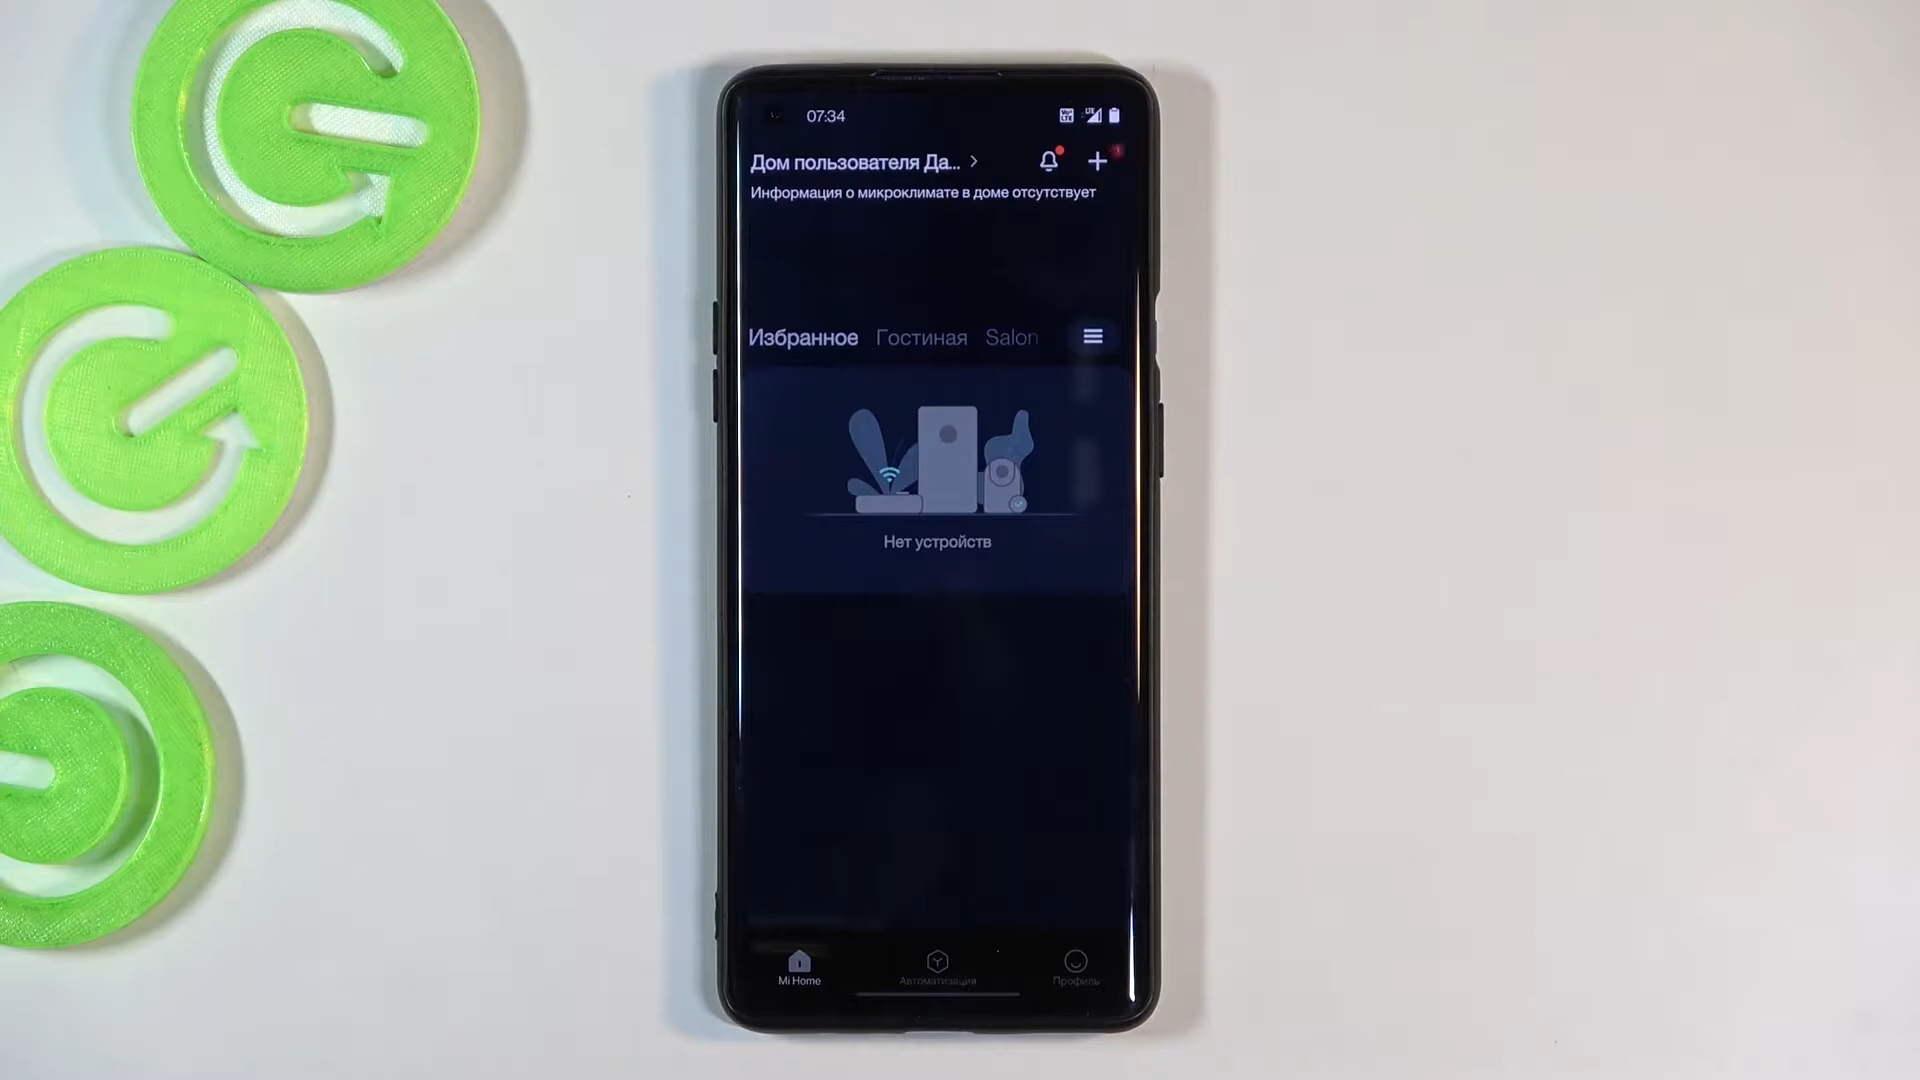 07:34
Дом пользователя Да...
Информация о микроклимате в доме отсутствует
Избранное Гостиная Salon
Нет устройств
Mi Home Автоматизация Профиль